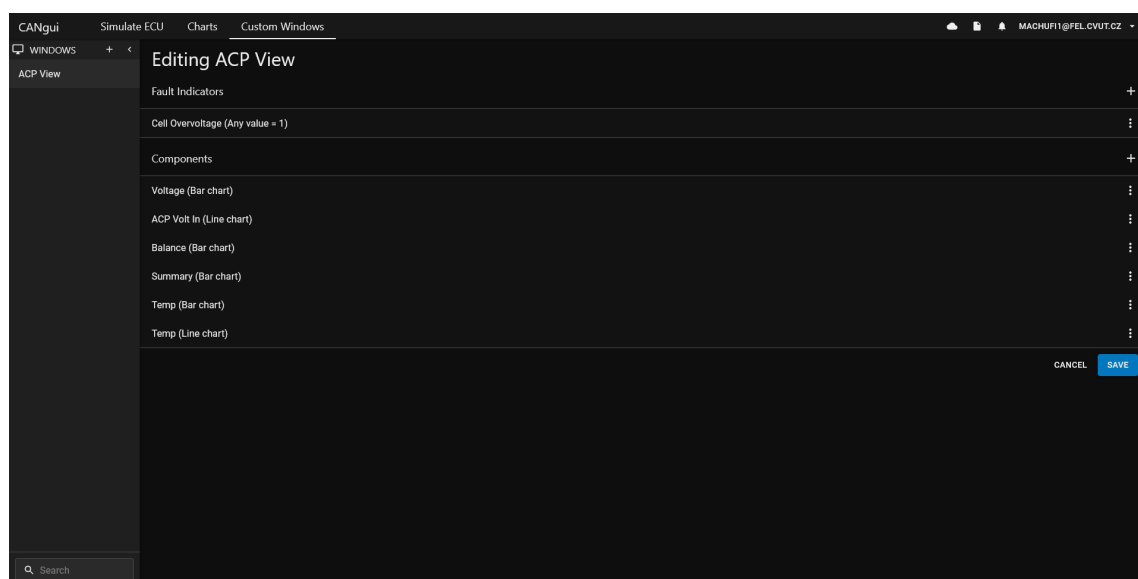 CANgui Simulate ECU Charts Custom Windows MACHUFI1@FEL.CVUT.CZ
WINDOWS + <
ACP View
Editing ACP View
Fault Indicators +
Cell Overvoltage (Any value = 1)
Components +
Voltage (Bar chart)
ACP Volt In (Line chart)
Balance (Bar chart)
Summary (Bar chart)
Temp (Bar chart)
Temp (Line chart)
CANCEL SAVE
Search